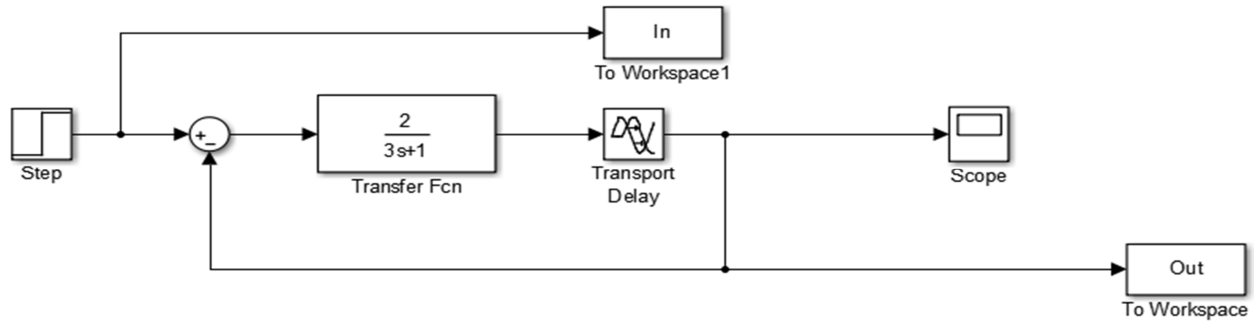 In
To Workspace1
Step
+
−
2
3s+1
Transfer Fcn
Transport
Delay
Scope
Out
To Workspace